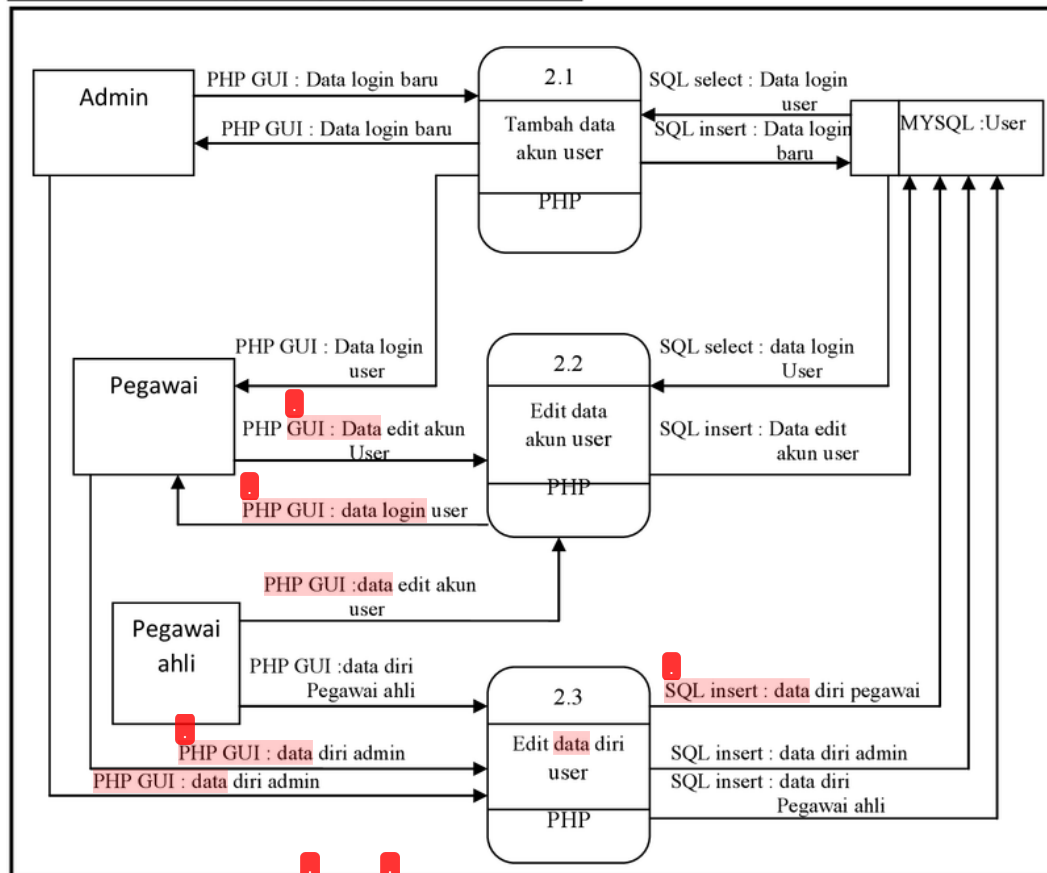 2.1
PHP GUI : Data login baru
SQL select : Data login
user
Admin
MYSQL :User
PHP GUI : Data login baru
Tambah data
akun user
SQL insert : Data login
baru
PHP
PHP GUI : Data login
user
2.2
SQL select : data login
User
Pegawai
Edit data
akun user
PHP GUI : Data edit akun
User
SQL insert : Data edit
akun user
PHP
PHP GUI : data login user
PHP GUI :data edit akun
user
Pegawai
ahli
PHP GUI :data diri
Pegawai ahli
2.3
SQL insert : data diri pegawai
PHP GUI : data diri admin
Edit data diri
user
SQL insert : data diri admin
PHP GUI : data diri admin
SQL insert : data diri
Pegawai ahli
PHP